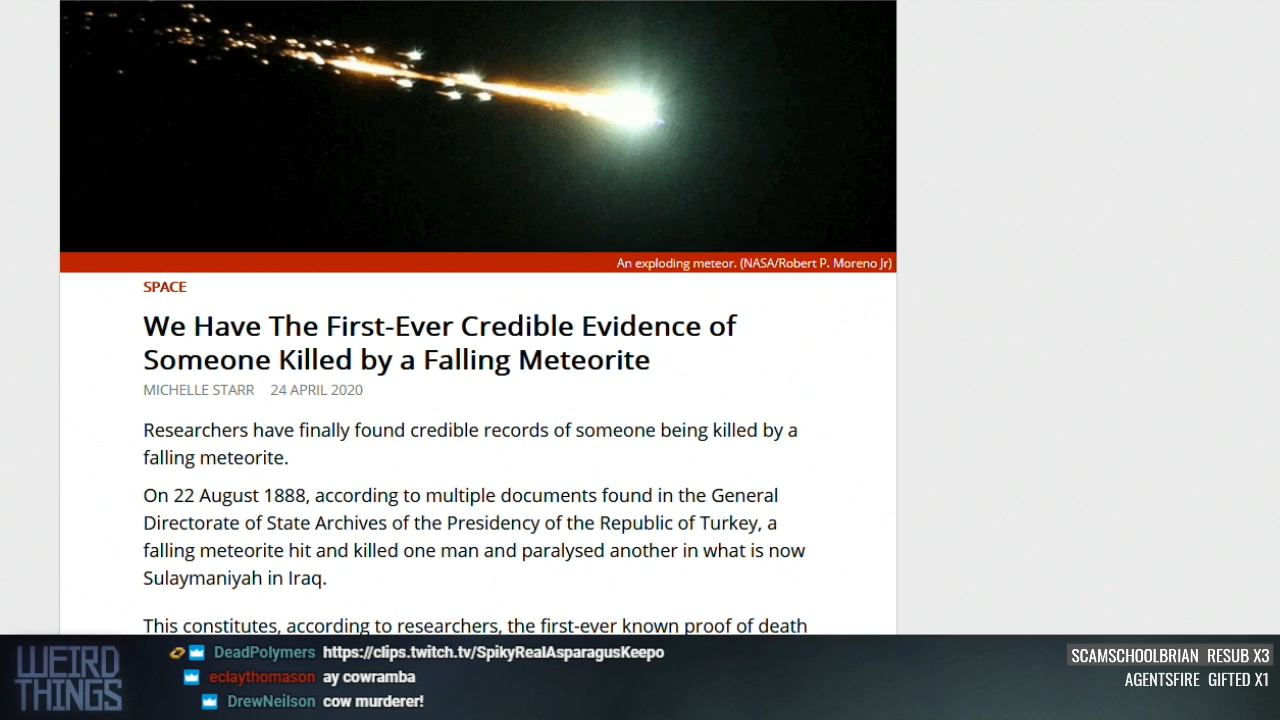 An exploding meteor. (NASA/Robert P. Moreno Jr)
SPACE
We Have The First-Ever Credible Evidence of
Someone Killed by a Falling Meteorite
MICHELLE STARR 24 APRIL 2020
Researchers have finally found credible records of someone being killed by a
falling meteorite.
On 22 August 1888, according to multiple documents found in the General
Directorate of State Archives of the Presidency of the Republic of Turkey, a
falling meteorite hit and killed one man and paralysed another in what is now
Sulaymaniyah in Iraq.
This constitutes, according to researchers, the first-ever known proof of death
WEIRD
THINGS
DeadPolymers https://clips.twitch.tv/SpikyRealAsparagusKeepo
eclaythomason ay cowramba
DrewNeilson cow murderer!
SCAMSCHOOLBRIAN RESUB X3
AGENTSFIRE GIFTED X1